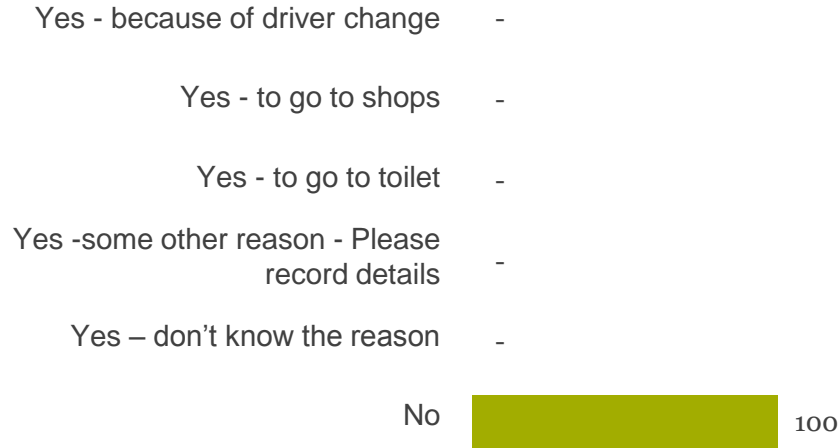 Yes - because of driver change -
Yes - to go to shops -
Yes - to go to toilet -
Yes -some other reason - Please
record details -
Yes – don’t know the reason -
No 100